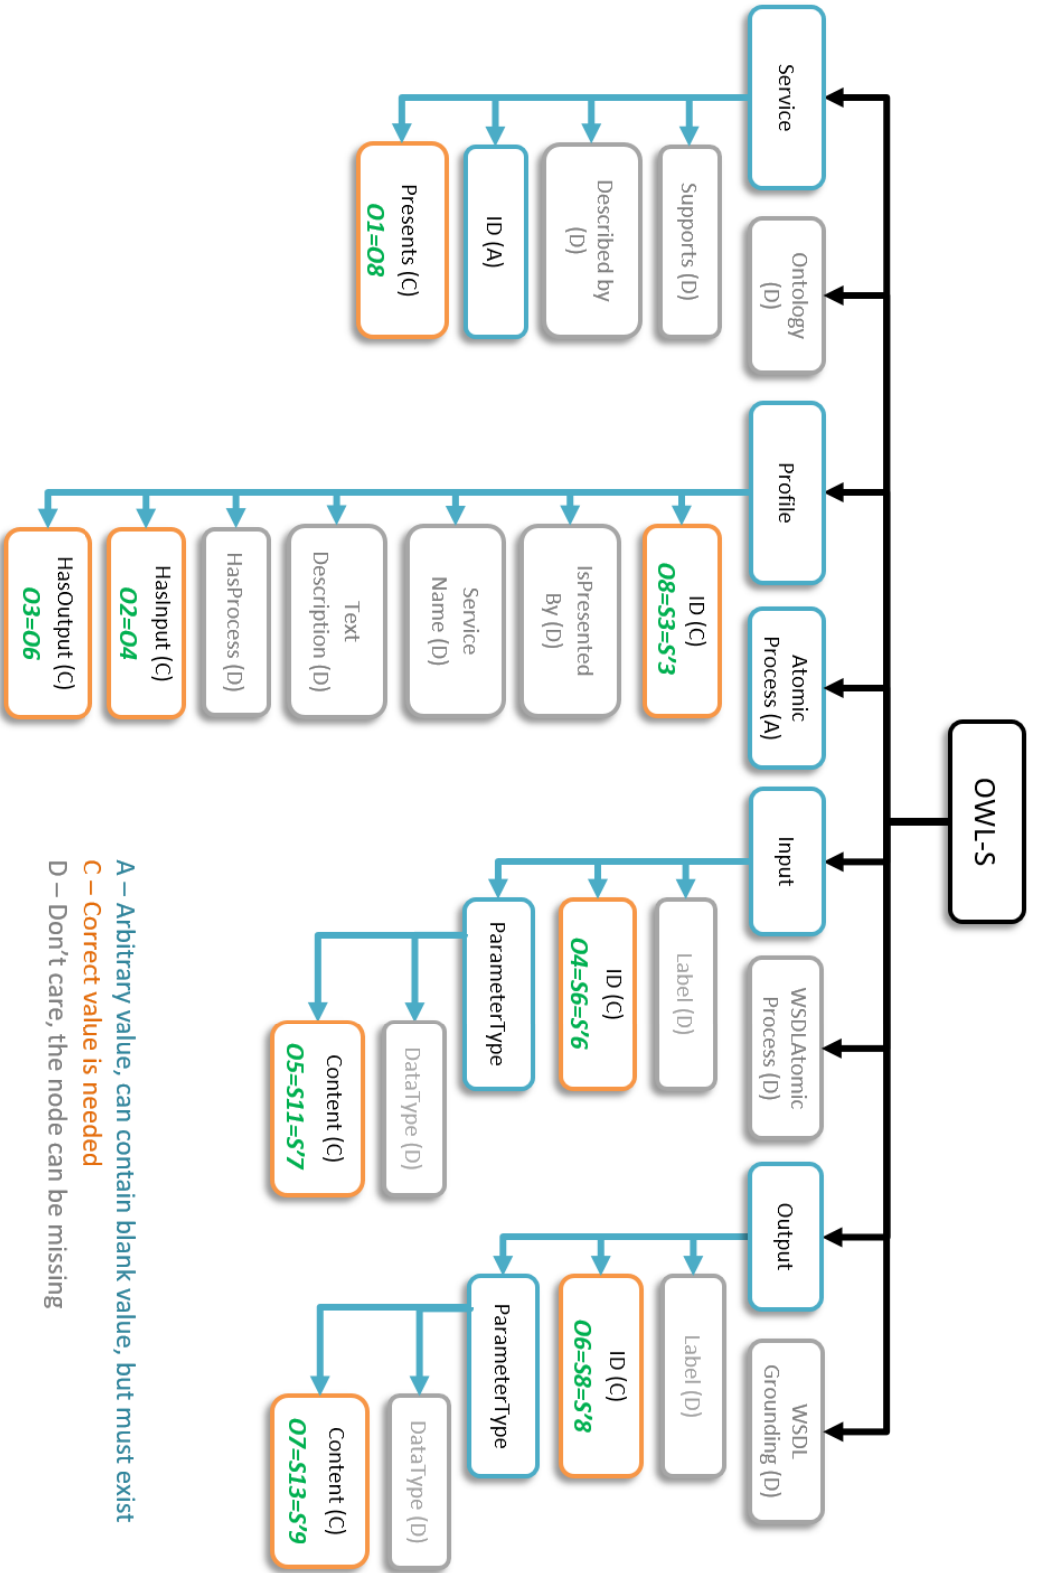 OWL-S
Service
Ontology
(D)
Profile
Atomic
Process (A)
Input
WSDLAtomic
Process (D)
Output
WSDL
Grounding (D)
Supports (D)
Described by
(D)
ID (A)
Presents (C)
O1=O8
ID (C)
O8=S3=S'3
IsPresented
By (D)
Service
Name (D)
Text
Description (D)
HasProcess (D)
HasInput (C)
O2=O4
HasOutput (C)
O3=O6
Label (D)
ID (C)
O4=S6=S'6
ParameterType
DataType (D)
Content (C)
O5=S11=S'7
Label (D)
ID (C)
O6=S8=S'8
ParameterType
DataType (D)
Content (C)
O7=S13=S'9
A – Arbitrary value, can contain blank value, but must exist
C – Correct value is needed
D – Don't care, the node can be missing